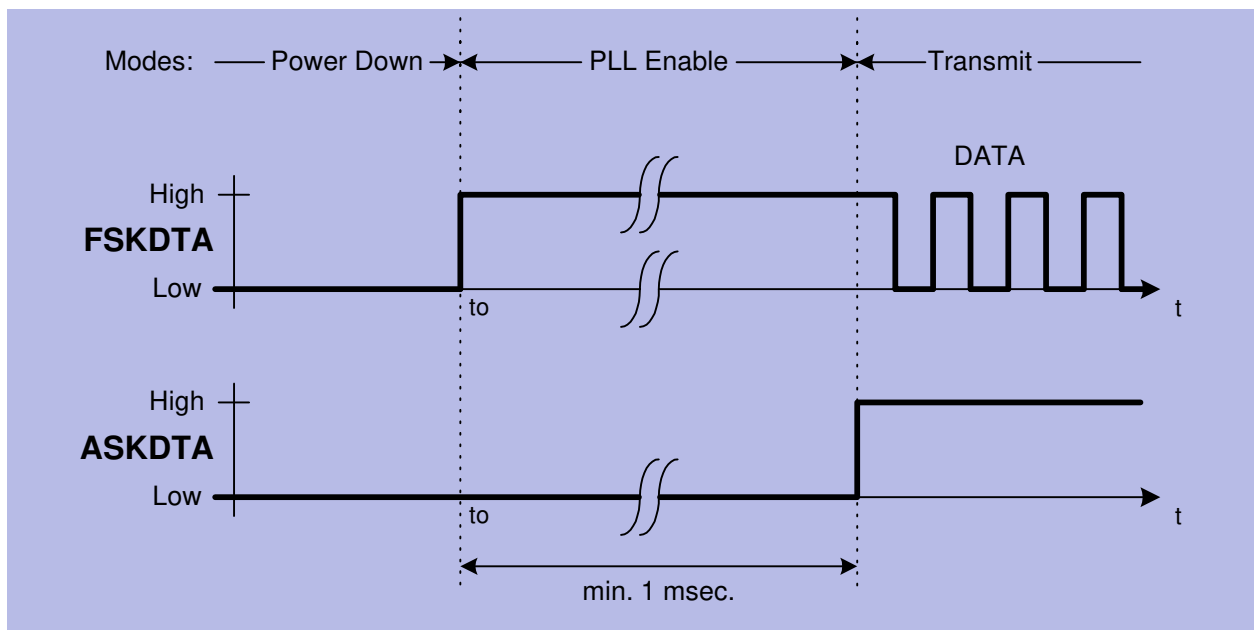 Modes: Power Down PLL Enable Transmit
DATA
High
FSKDTA
Low
to
t
High
ASKDTA
Low
to
t
min. 1 msec.